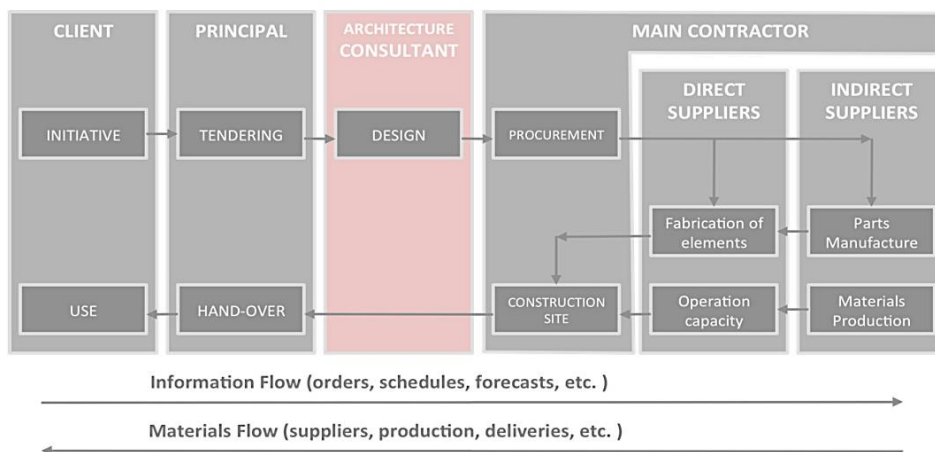 CLIENT
PRINCIPAL
ARCHITECTURE
CONSULTANT
MAIN CONTRACTOR
DIRECT
SUPPLIERS
INDIRECT
SUPPLIERS
INITIATIVE
TENDERING
DESIGN
PROCUREMENT
Fabrication of
elements
Parts
Manufacture
USE
HAND-OVER
CONSTRUCTION
SITE
Operation
capacity
Materials
Production
Information Flow (orders, schedules, forecasts, etc. )
Materials Flow (suppliers, production, deliveries, etc. )